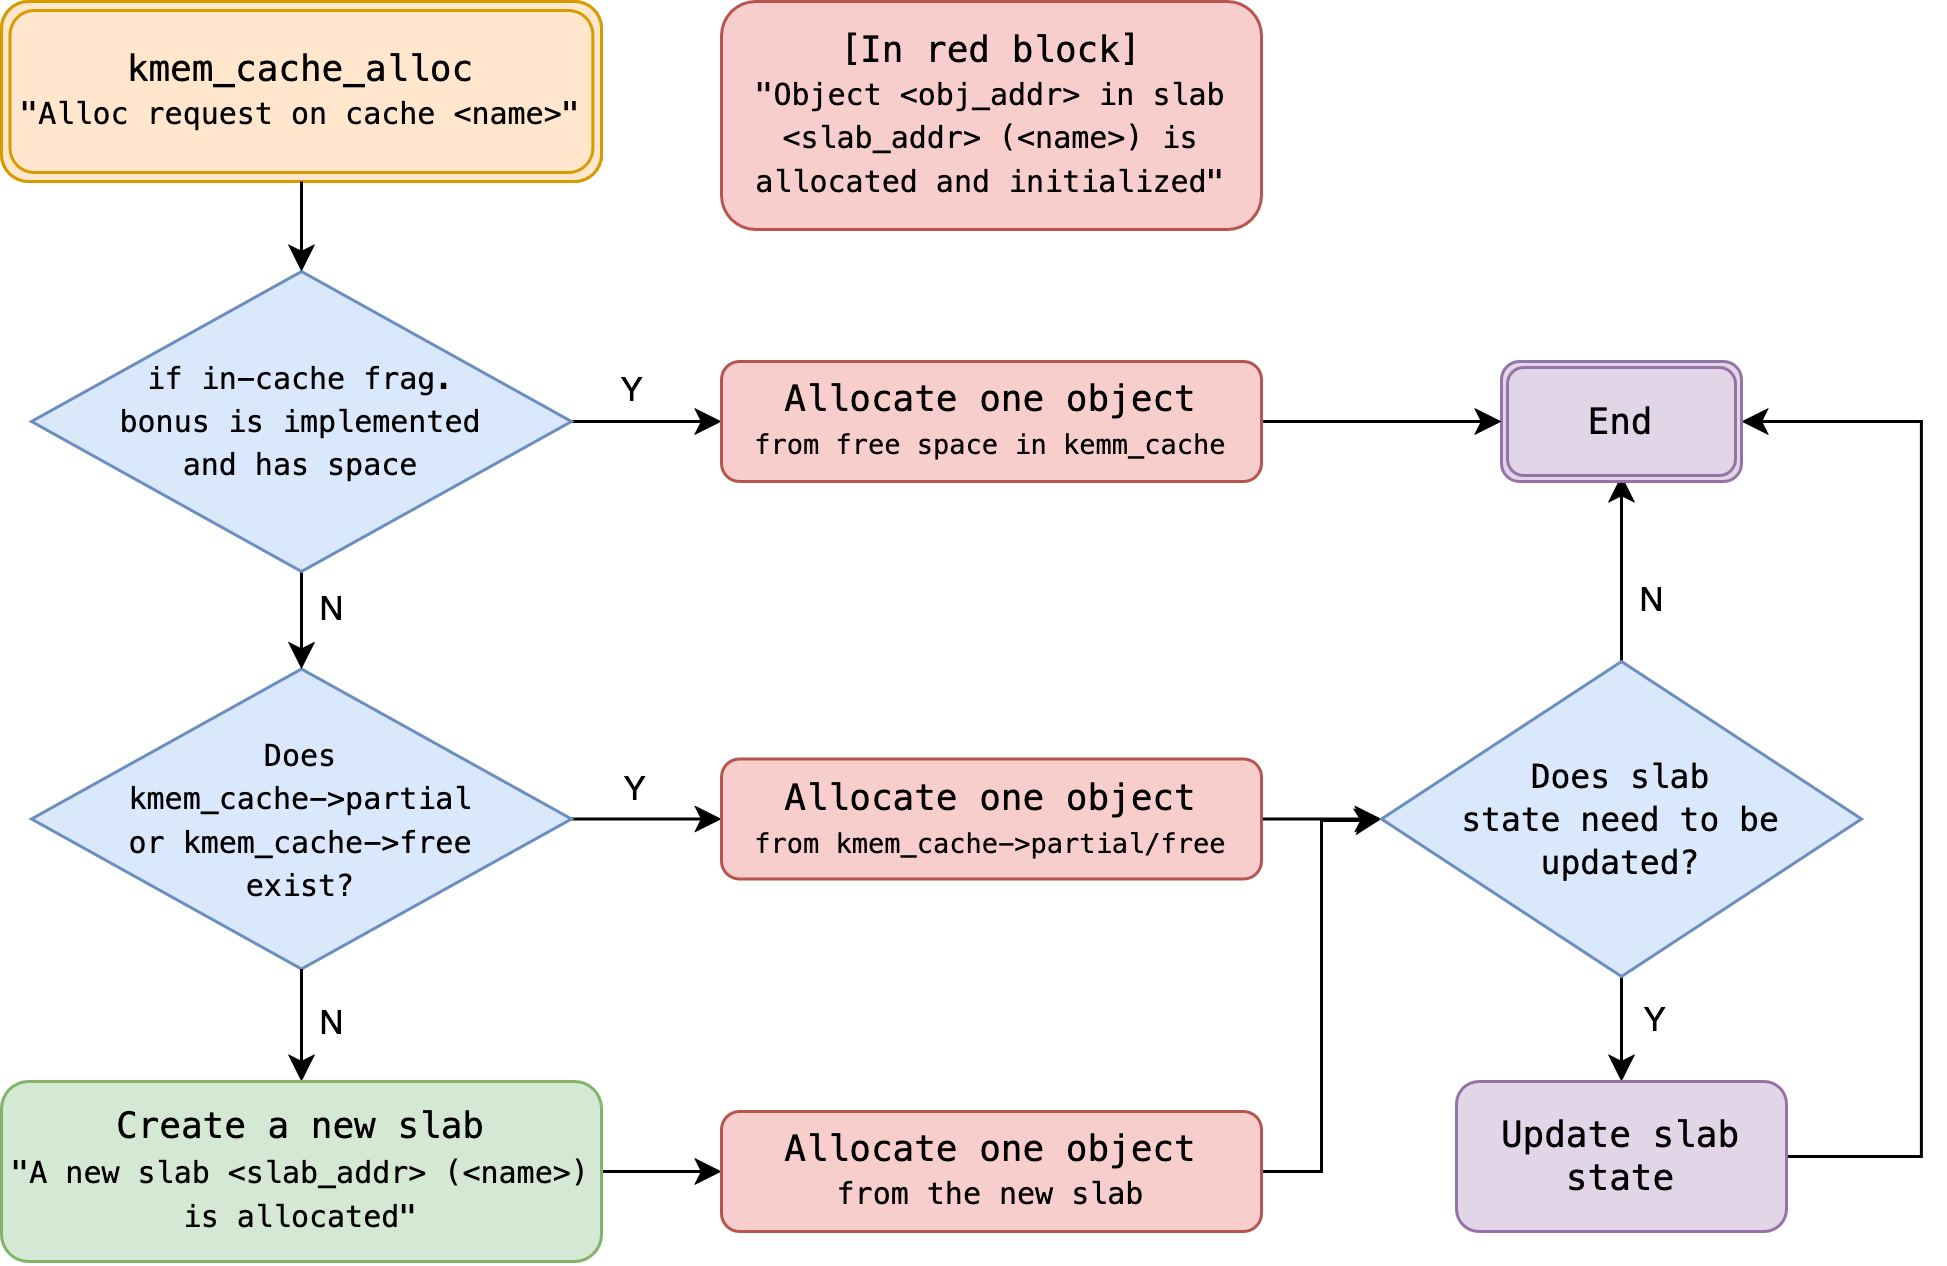 kmem_cache_alloc
"Alloc request on cache <name>"
[In red block]
"Object <obj_addr> in slab
<slab_addr> (<name>) is
allocated and initialized"
if in-cache frag.
bonus is implemented
and has space
Y
Allocate one object
from free space in kemm_cache
End
N
N
Does
kmem_cache->partial
or kmem_cache->free
exist?
Y
Allocate one object
from kmem_cache->partial/free
Does slab
state need to be
updated?
N
Y
Create a new slab
"A new slab <slab_addr> (<name>)
is allocated"
Allocate one object
from the new slab
Update slab
state